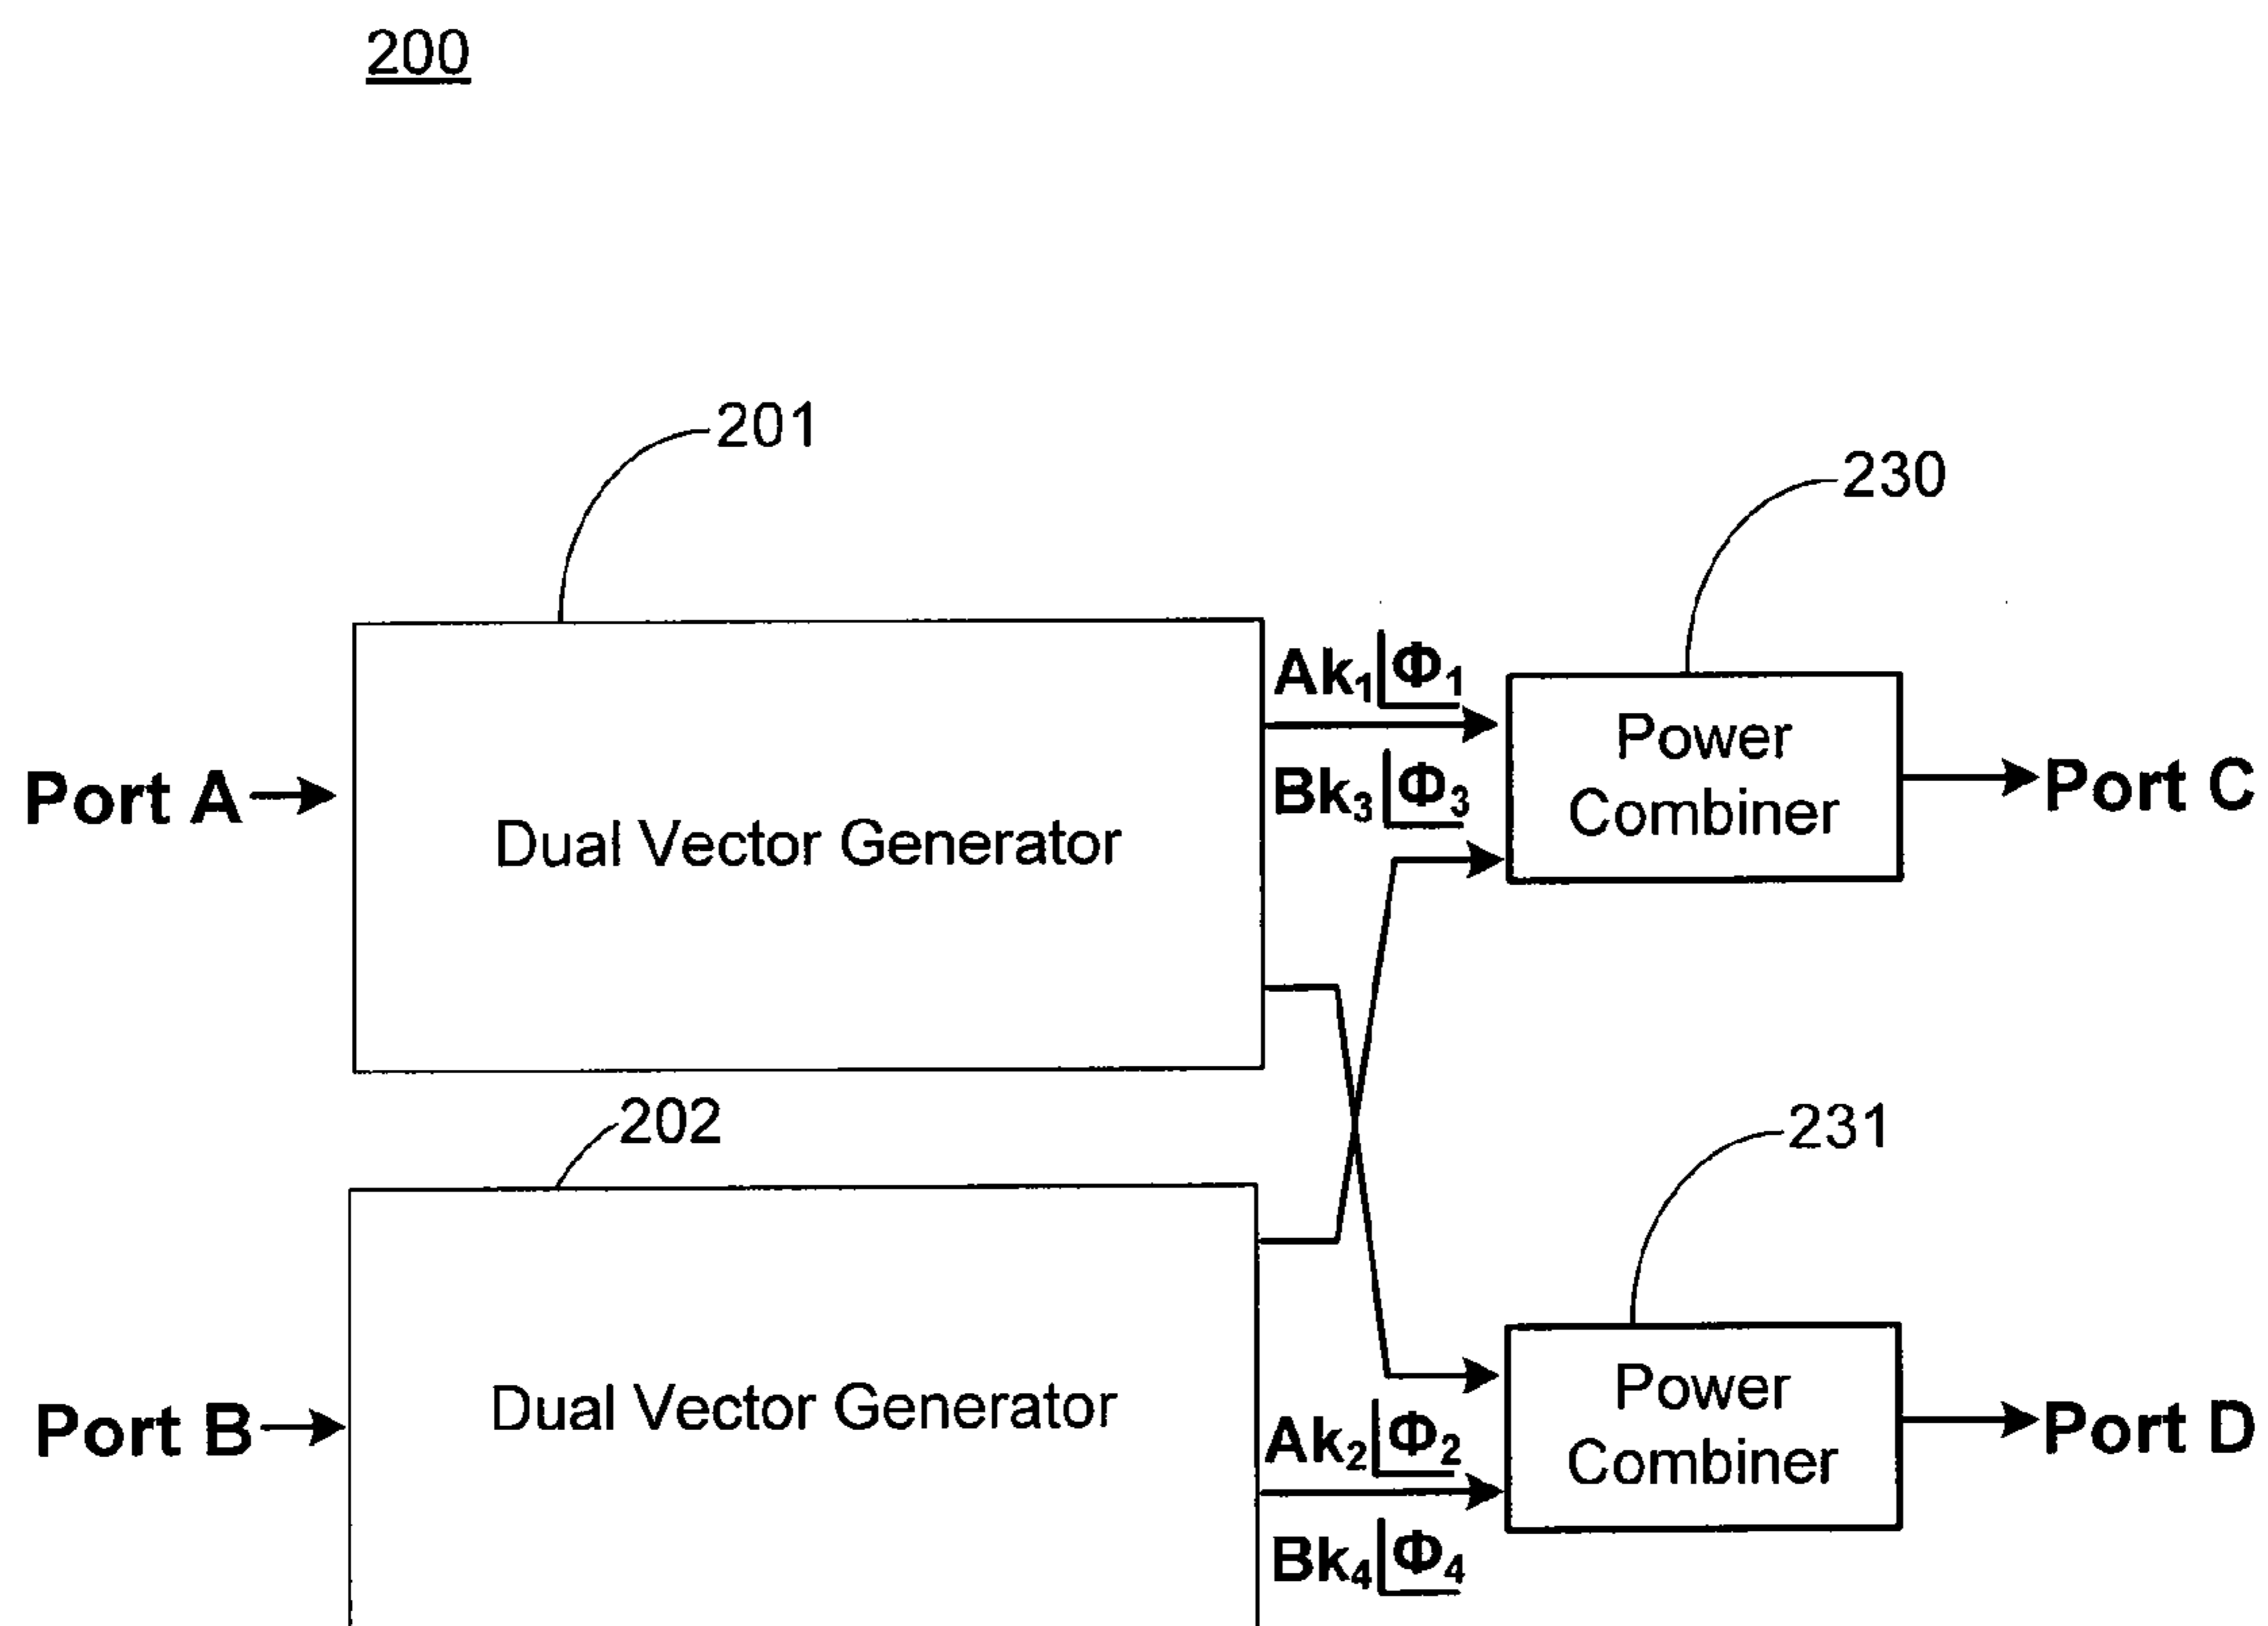 200
201
230
Ak₁|Φ₁
Power
Combiner
Port A
Bk₃|Φ₃
Port C
Dual Vector Generator
202
231
Power
Combiner
Port B
Dual Vector Generator
Ak₂|Φ₂
Port D
Bk₄|Φ₄